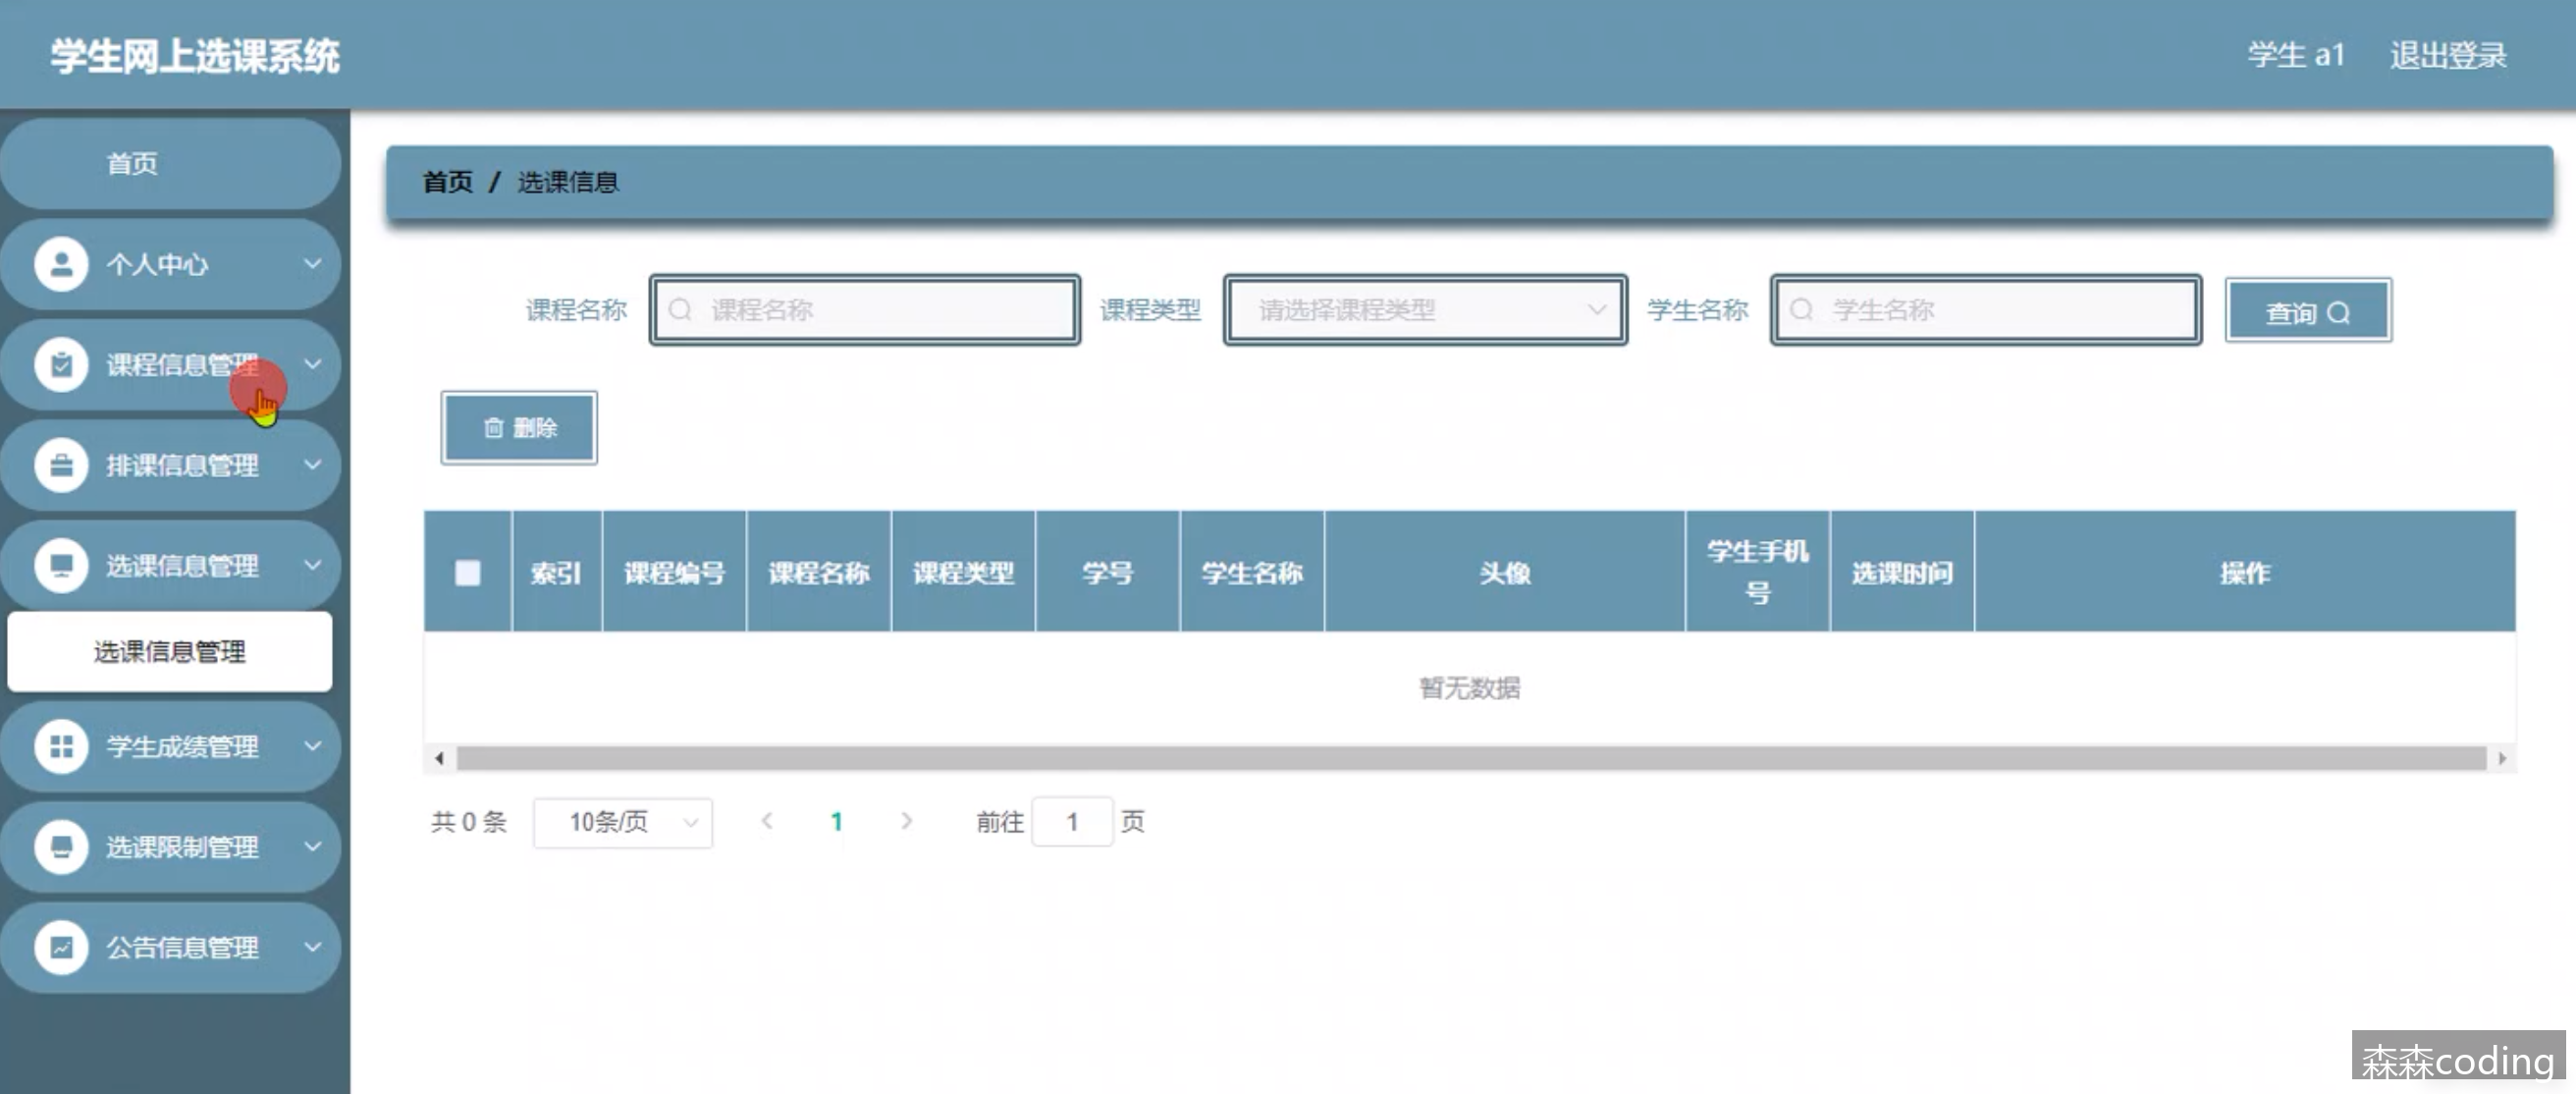 学生网上选课系统
学生 a1 退出登录
首页
个人中心
课程信息管理
排课信息管理
选课信息管理
选课信息管理
学生成绩管理
选课限制管理
公告信息管理
首页 / 选课信息
课程名称 课程名称 课程类型 请选择课程类型 学生名称 学生名称 查询
删除
索引 课程编号 课程名称 课程类型 学号 学生名称 头像 学生手机号 选课时间 操作
暂无数据
共 0 条 10条/页 1 前往 1 页
森森coding